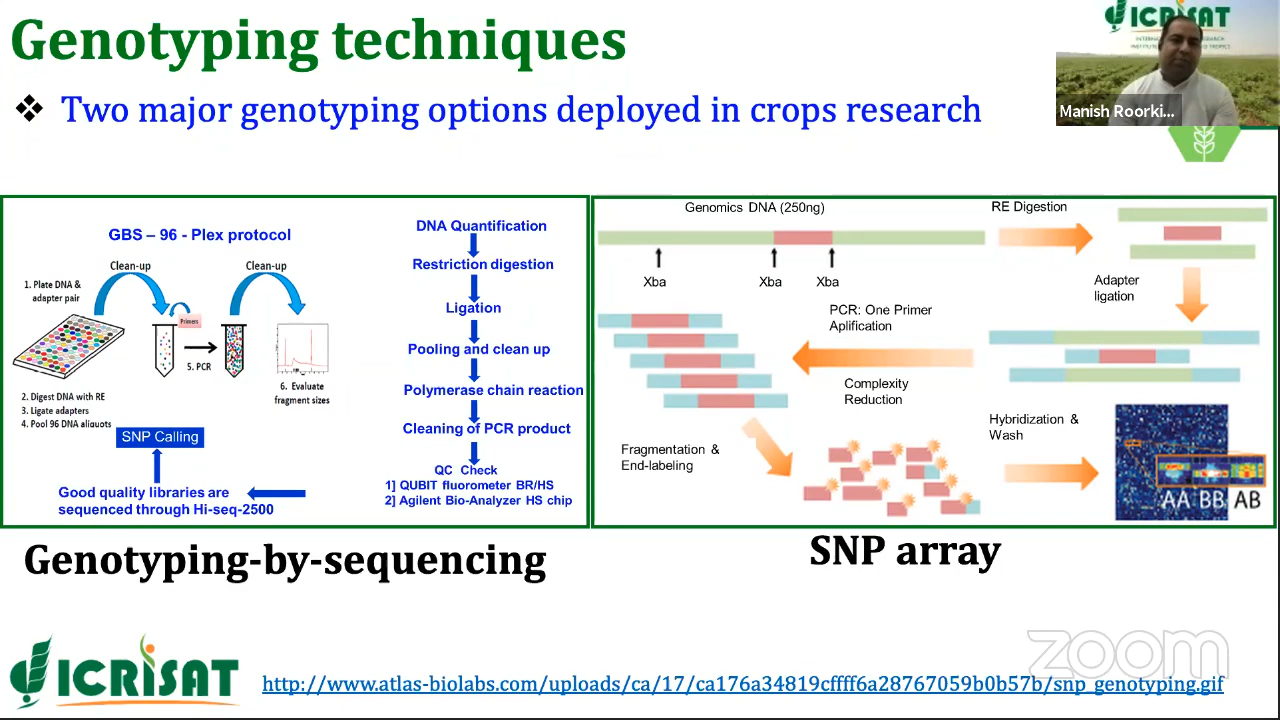 Genotyping techniques
❖ Two major genotyping options deployed in crops research
ICRISAT
Manish Roorki...
GBS – 96 - Plex protocol
Clean-up
Clean-up
1. Plate DNA &
adapter pair
Primers
5. PCR
2. Digest DNA with RE
3. Ligate adapters
4. Pool 96 DNA aliquots
6. Evaluate
fragment sizes
SNP Calling
Good quality libraries are
sequenced through Hi-seq-2500
DNA Quantification
Restriction digestion
Ligation
Pooling and clean up
Polymerase chain reaction
Cleaning of PCR product
QC Check
1] QUBIT fluorometer BR/HS
2] Agilent Bio-Analyzer HS chip
Genotyping-by-sequencing
Genomics DNA (250ng)
RE Digestion
Xba
Xba
Xba
Adapter
ligation
PCR: One Primer
Aplification
Complexity
Reduction
Fragmentation &
End-labeling
Hybridization &
Wash
AA BB AB
SNP array
ICRISAT
http://www.atlas-biolabs.com/uploads/ca/17/ca176a34819cffff6a28767059b0b57b/snp_genotyping.gif
zoom